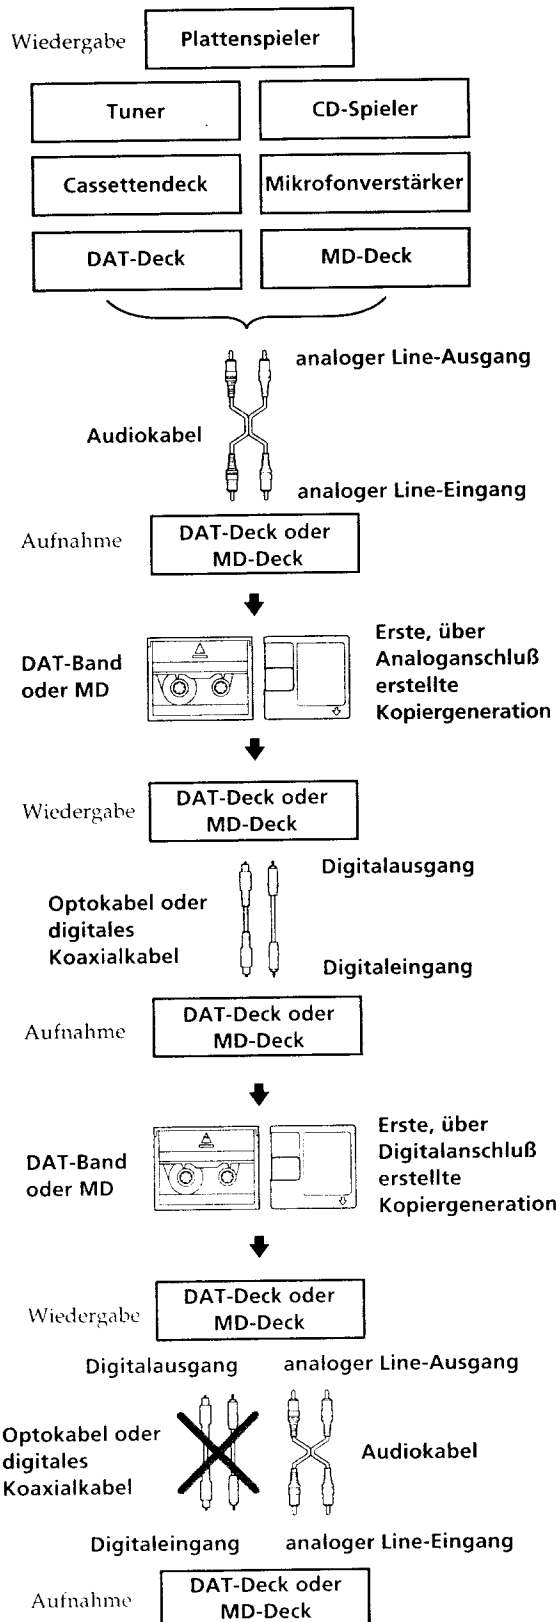 Wiedergabe
Plattenspieler
Tuner
CD-Spieler
Cassettendeck
Mikrofonverstärker
DAT-Deck
MD-Deck
analoger Line-Ausgang
Audiokabel
analoger Line-Eingang
Aufnahme
DAT-Deck oder
MD-Deck
DAT-Band
oder MD
Erste, über
Analoganschluß
erstellte
Kopiergeneration
Wiedergabe
DAT-Deck oder
MD-Deck
Digitalausgang
Optokabel oder
digitales
Koaxialkabel
Digitaleingang
Aufnahme
DAT-Deck oder
MD-Deck
DAT-Band
oder MD
Erste, über
Digitalanschluß
erstellte
Kopiergeneration
Wiedergabe
DAT-Deck oder
MD-Deck
Digitalausgang
analoger Line-Ausgang
Optokabel oder
digitales
Koaxialkabel
Audiokabel
Digitaleingang
analoger Line-Eingang
Aufnahme
DAT-Deck oder
MD-Deck